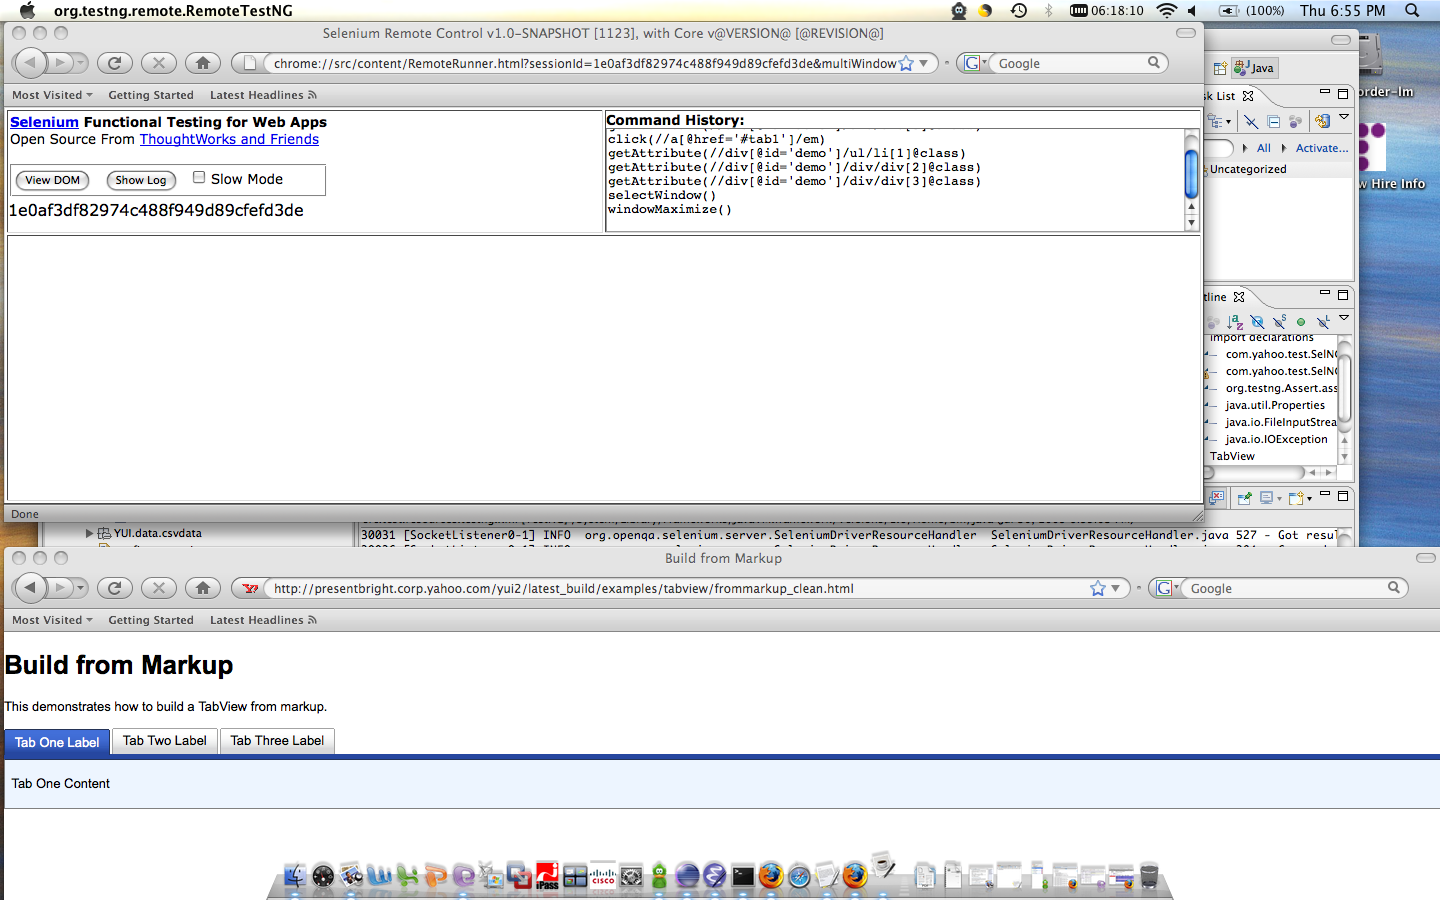 org.testng.remote.RemoteTestNG
06:18:10
(100%)
Thu 6:55 PM
Selenium Remote Control v1.0-SNAPSHOT [1123], with Core v@VERSION@ [@REVISION@]
chrome://src/content/RemoteRunner.html?sessionId=1e0af3df82974c488f949d89cfefd3de&multiWindow
Google
Most Visited
Getting Started
Latest Headlines
Selenium Functional Testing for Web Apps
Open Source From ThoughtWorks and Friends
View DOM
Show Log
Slow Mode
1e0af3df82974c488f949d89cfefd3de
Command History:
click(//a[@href='#tab1']/em)
getAttribute(//div[@id='demo']/ul/li[1]@class)
getAttribute(//div[@id='demo']/div/div[2]@class)
getAttribute(//div[@id='demo']/div/div[3]@class)
selectWindow()
windowMaximize()
Done
Java
sk List
All
Activate...
Uncategorized
order-Im
w Hire Info
tline
import declarations
com.yahoo.test.SelNG
com.yahoo.test.SelNG
org.testng.Assert.ass
java.util.Properties
java.io.FileInputStrea
java.io.IOException
TabView
YUI.data.csvdata
30031 [SocketListener0-1] INFO org.openqa.selenium.server.SeleniumDriverResourceHandler SeleniumDriverResourceHandler.java 527 - Got resul
Build from Markup
http://presentbright.corp.yahoo.com/yui2/latest_build/examples/tabview/frommarkup_clean.html
Google
Most Visited
Getting Started
Latest Headlines
Build from Markup
This demonstrates how to build a TabView from markup.
Tab One Label
Tab Two Label
Tab Three Label
Tab One Content
iPass
CISCO